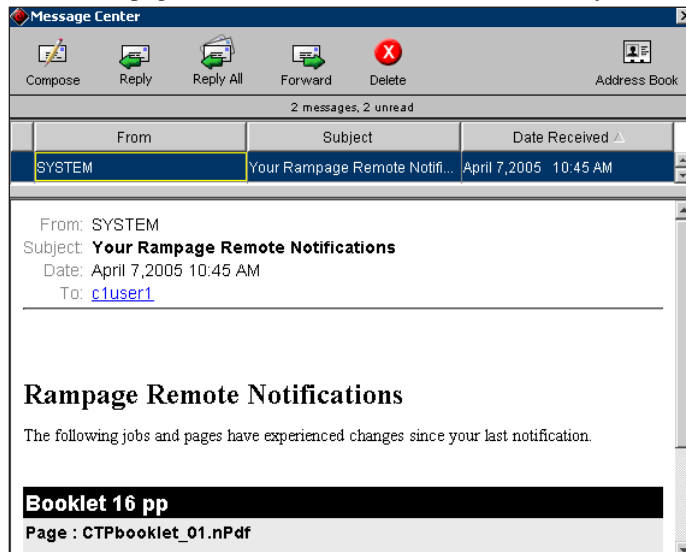 Message Center
Compose Reply Reply All Forward Delete Address Book
2 messages, 2 unread
From Subject Date Received
SYSTEM Your Rampage Remote Notifi... April 7,2005 10:45 AM
From: SYSTEM
Subject: Your Rampage Remote Notifications
Date: April 7,2005 10:45 AM
To: c1user1
Rampage Remote Notifications
The following jobs and pages have experienced changes since your last notification.
Booklet 16 pp
Page : CTPbooklet_01.nPdf